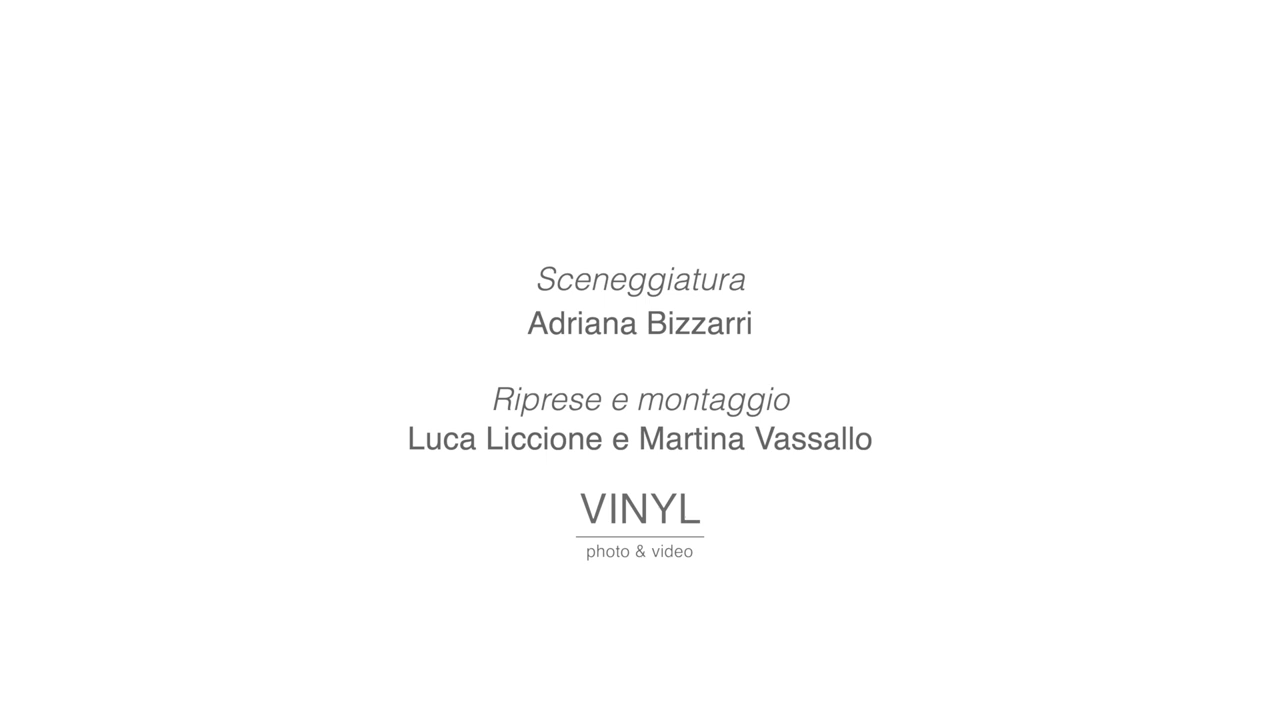 Sceneggiatura
Adriana Bizzarri
Riprese e montaggio
Luca Liccione e Martina Vassallo
VINYL
photo & video